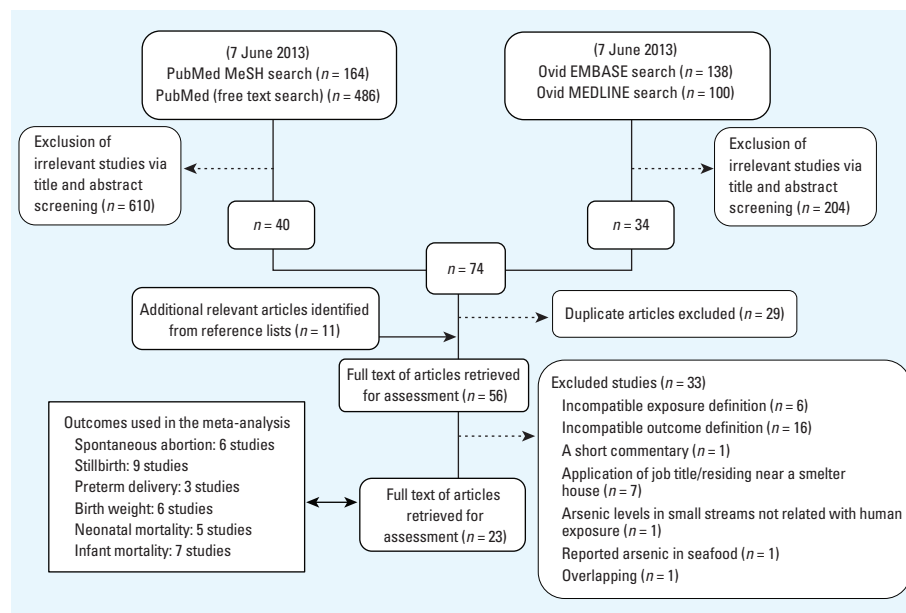 (7 June 2013)
PubMed MeSH search (n = 164)
PubMed (free text search) (n = 486)
(7 June 2013)
Ovid EMBASE search (n = 138)
Ovid MEDLINE search (n = 100)
Exclusion of
irrelevant studies via
title and abstract
screening (n = 610)
Exclusion of
irrelevant studies via
title and abstract
screening (n = 204)
n = 40
n = 34
n = 74
Additional relevant articles identified
from reference lists (n = 11)
Duplicate articles excluded (n = 29)
Full text of articles retrieved
for assessment (n = 56)
Excluded studies (n = 33)
Incompatible exposure definition (n = 6)
Incompatible outcome definition (n = 16)
A short commentary (n = 1)
Application of job title/residing near a smelter
house (n = 7)
Arsenic levels in small streams not related with human
exposure (n = 1)
Reported arsenic in seafood (n = 1)
Overlapping (n = 1)
Outcomes used in the meta-analysis
Spontaneous abortion: 6 studies
Stillbirth: 9 studies
Preterm delivery: 3 studies
Birth weight: 6 studies
Neonatal mortality: 5 studies
Infant mortality: 7 studies
Full text of articles
retrieved for
assessment (n = 23)